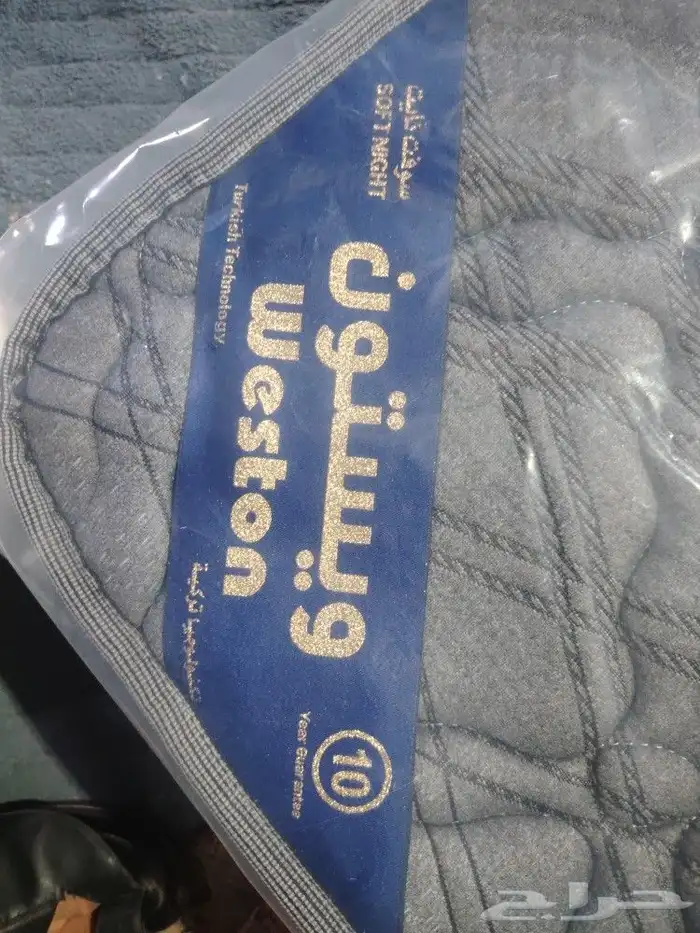 سوفت نايت
SOFT NIGHT
ويستون
Weston
Turkish Technology
تكنولوجيا تركية
10
Year Guarantee
حراج